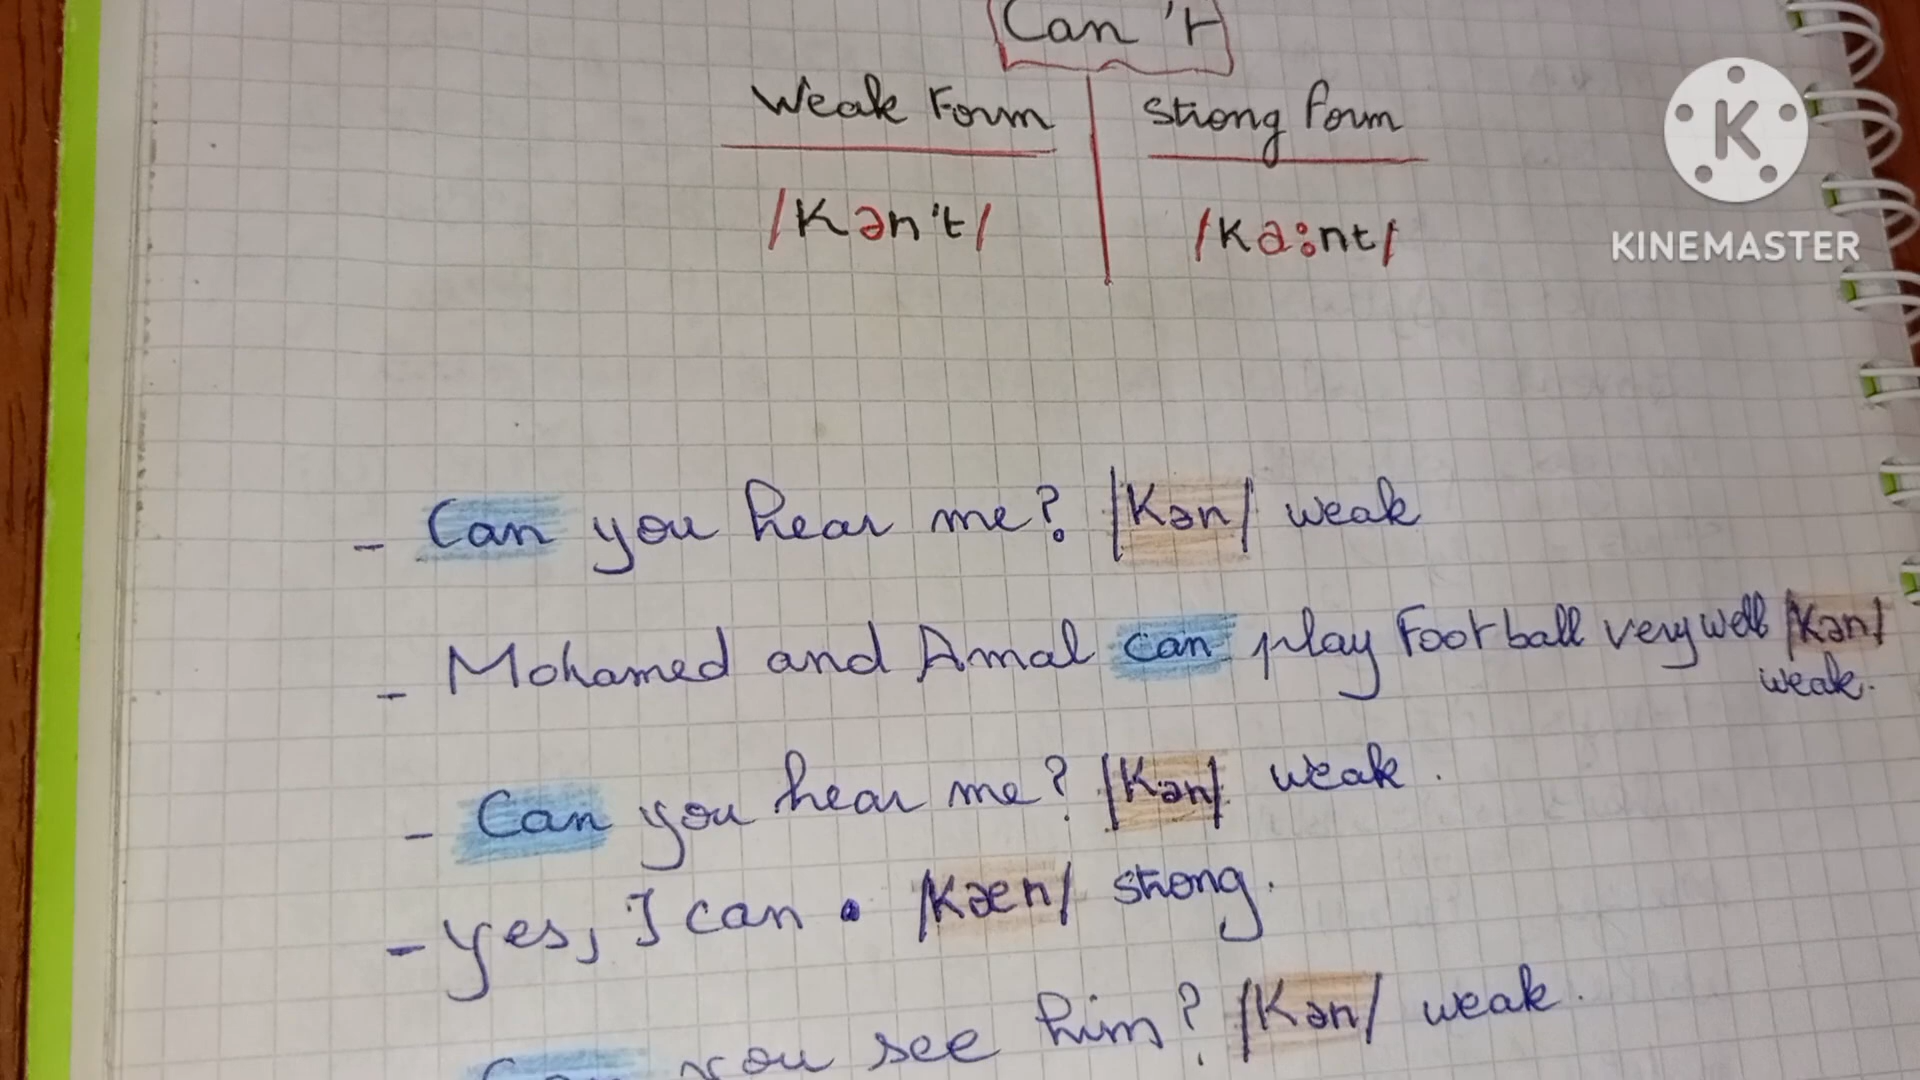 Can't
Weak Form
Strong form
/Kən't/
/Ka:nt/
KINEMASTER
- Can you hear me? /Kən/ weak
- Mohamed and Amal can play Football very well /Kən/
weak.
- Can you hear me? /Kən/ weak.
- yes, I can. /Kæn/ strong.
Can you see him? /Kən/ weak.